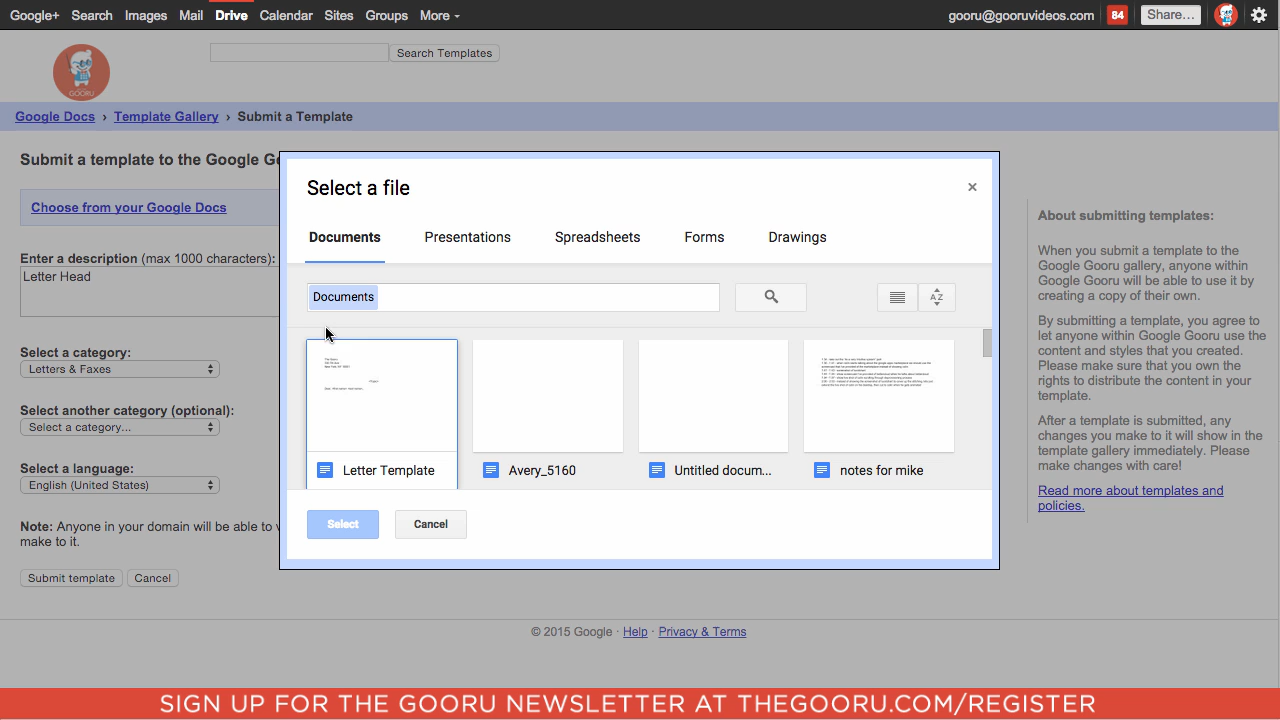 Google+ Search Images Mail Drive Calendar Sites Groups More gooru@gooruvideos.com 84 Share…
Search Templates
GOORU
Google Docs › Template Gallery › Submit a Template
Submit a template to the Google Go
Choose from your Google Docs
Enter a description (max 1000 characters):
Letter Head
Select a category:
Letters & Faxes
Select another category (optional):
Select a category...
Select a language:
English (United States)
Note: Anyone in your domain will be able to v
make to it.
Submit template Cancel
Select a file ×
Documents Presentations Spreadsheets Forms Drawings
Documents
A Z
Letter Template Avery_5160 Untitled docum... notes for mike
Select Cancel
About submitting templates:
When you submit a template to the
Google Gooru gallery, anyone within
Google Gooru will be able to use it by
creating a copy of their own.
By submitting a template, you agree to
let anyone within Google Gooru use the
content and styles that you created.
Please make sure that you own the
rights to distribute the content in your
template.
After a template is submitted, any
changes you make to it will show in the
template gallery immediately. Please
make changes with care!
Read more about templates and
policies.
© 2015 Google · Help · Privacy & Terms
SIGN UP FOR THE GOORU NEWSLETTER AT THEGOORU.COM/REGISTER